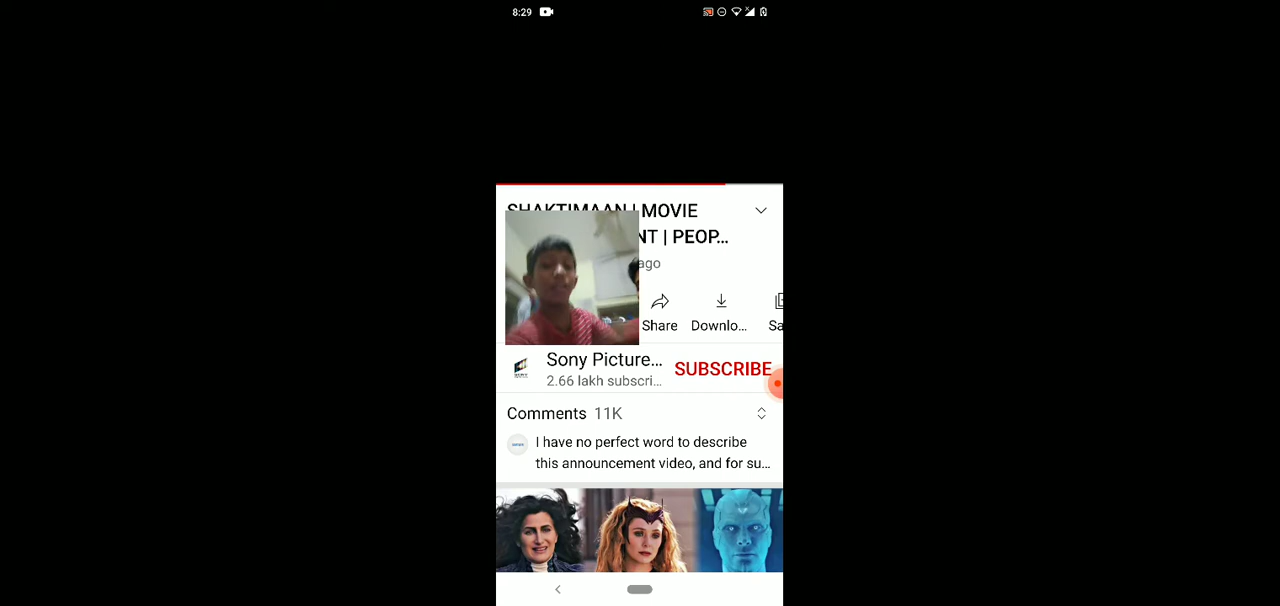 8:29
SHAKTIMAAN | MOVIE
NT | PEOP...
ago
Share Downlo... Sa
Sony Picture... SUBSCRIBE
2.66 lakh subscri...
Comments 11K
I have no perfect word to describe
this announcement video, and for su...